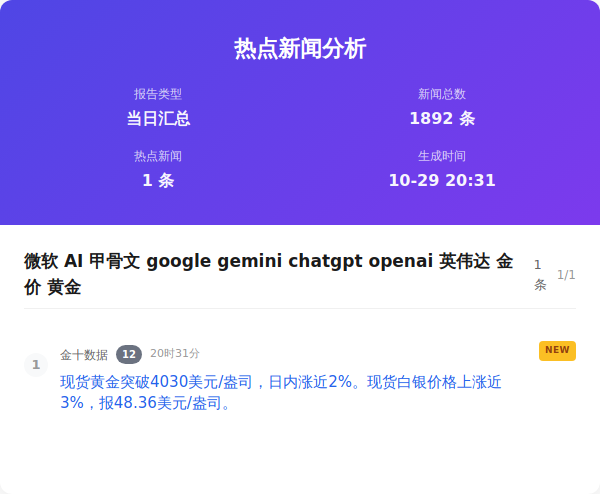 热点新闻分析
报告类型
新闻总数
当日汇总
1892 条
热点新闻
生成时间
1 条
10-29 20:31
微软 AI 甲骨文 google gemini chatgpt openai 英伟达 金
价 黄金
1
条
1/1
1
金十数据 12 20时31分
NEW
现货黄金突破4030美元/盎司，日内涨近2%。现货白银价格上涨近
3%，报48.36美元/盎司。